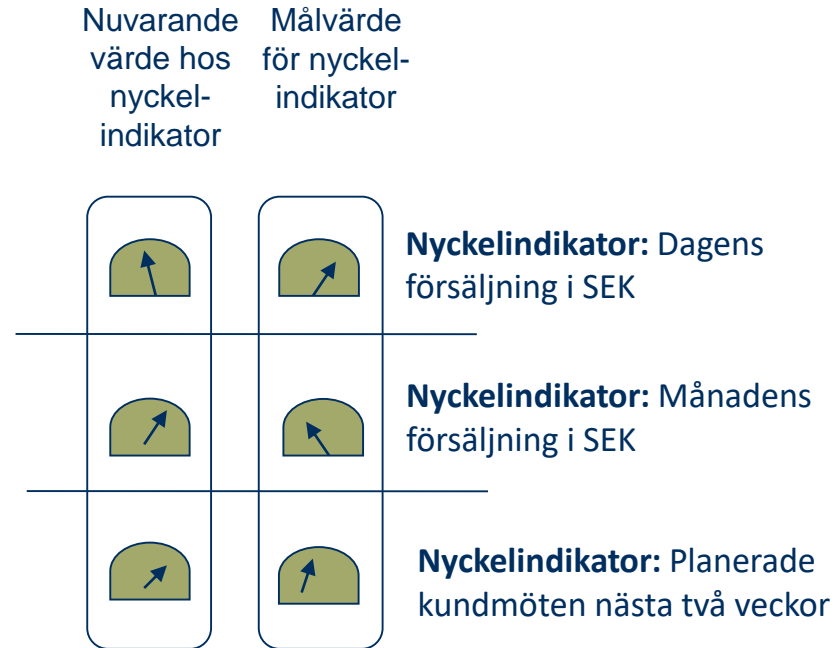 Nuvarande
värde hos
nyckel-
indikator
Målvärde
för nyckel-
indikator
Nyckelindikator: Dagens
försäljning i SEK
Nyckelindikator: Månadens
försäljning i SEK
Nyckelindikator: Planerade
kundmöten nästa två veckor